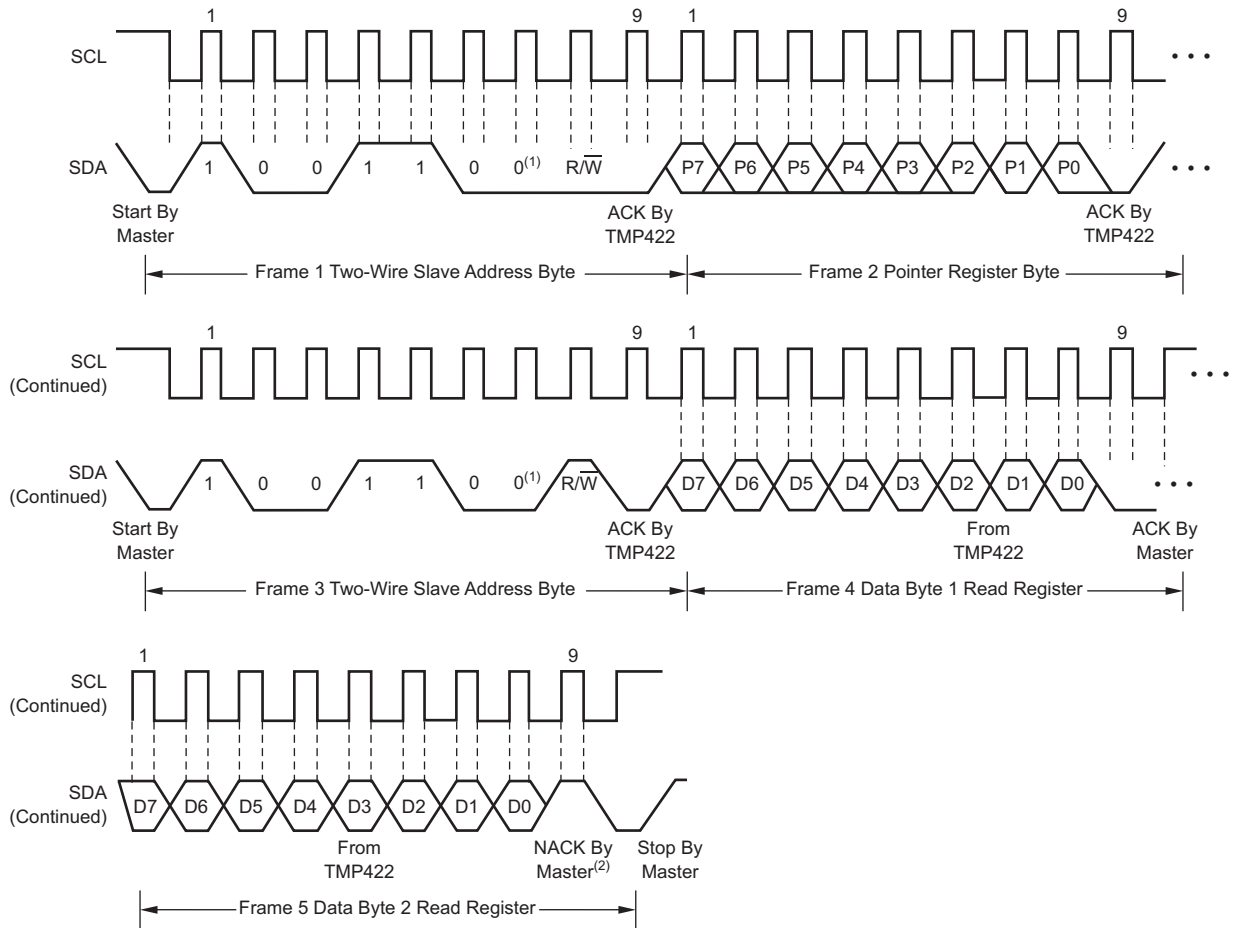 1 9 1 9
SCL
• • •
SDA
1 0 0 1 1 0 0(1) R/W̅ P7 P6 P5 P4 P3 P2 P1 P0
• • •
Start By
Master
ACK By
TMP422
ACK By
TMP422
Frame 1 Two-Wire Slave Address Byte
Frame 2 Pointer Register Byte
1 9 1 9
SCL
(Continued)
• • •
SDA
(Continued)
1 0 0 1 1 0 0(1) R/W̅ D7 D6 D5 D4 D3 D2 D1 D0
• • •
Start By
Master
ACK By
TMP422
From
TMP422
ACK By
Master
Frame 3 Two-Wire Slave Address Byte
Frame 4 Data Byte 1 Read Register
1 9
SCL
(Continued)
SDA
(Continued)
D7 D6 D5 D4 D3 D2 D1 D0
From
TMP422
NACK By
Master(2)
Stop By
Master
Frame 5 Data Byte 2 Read Register